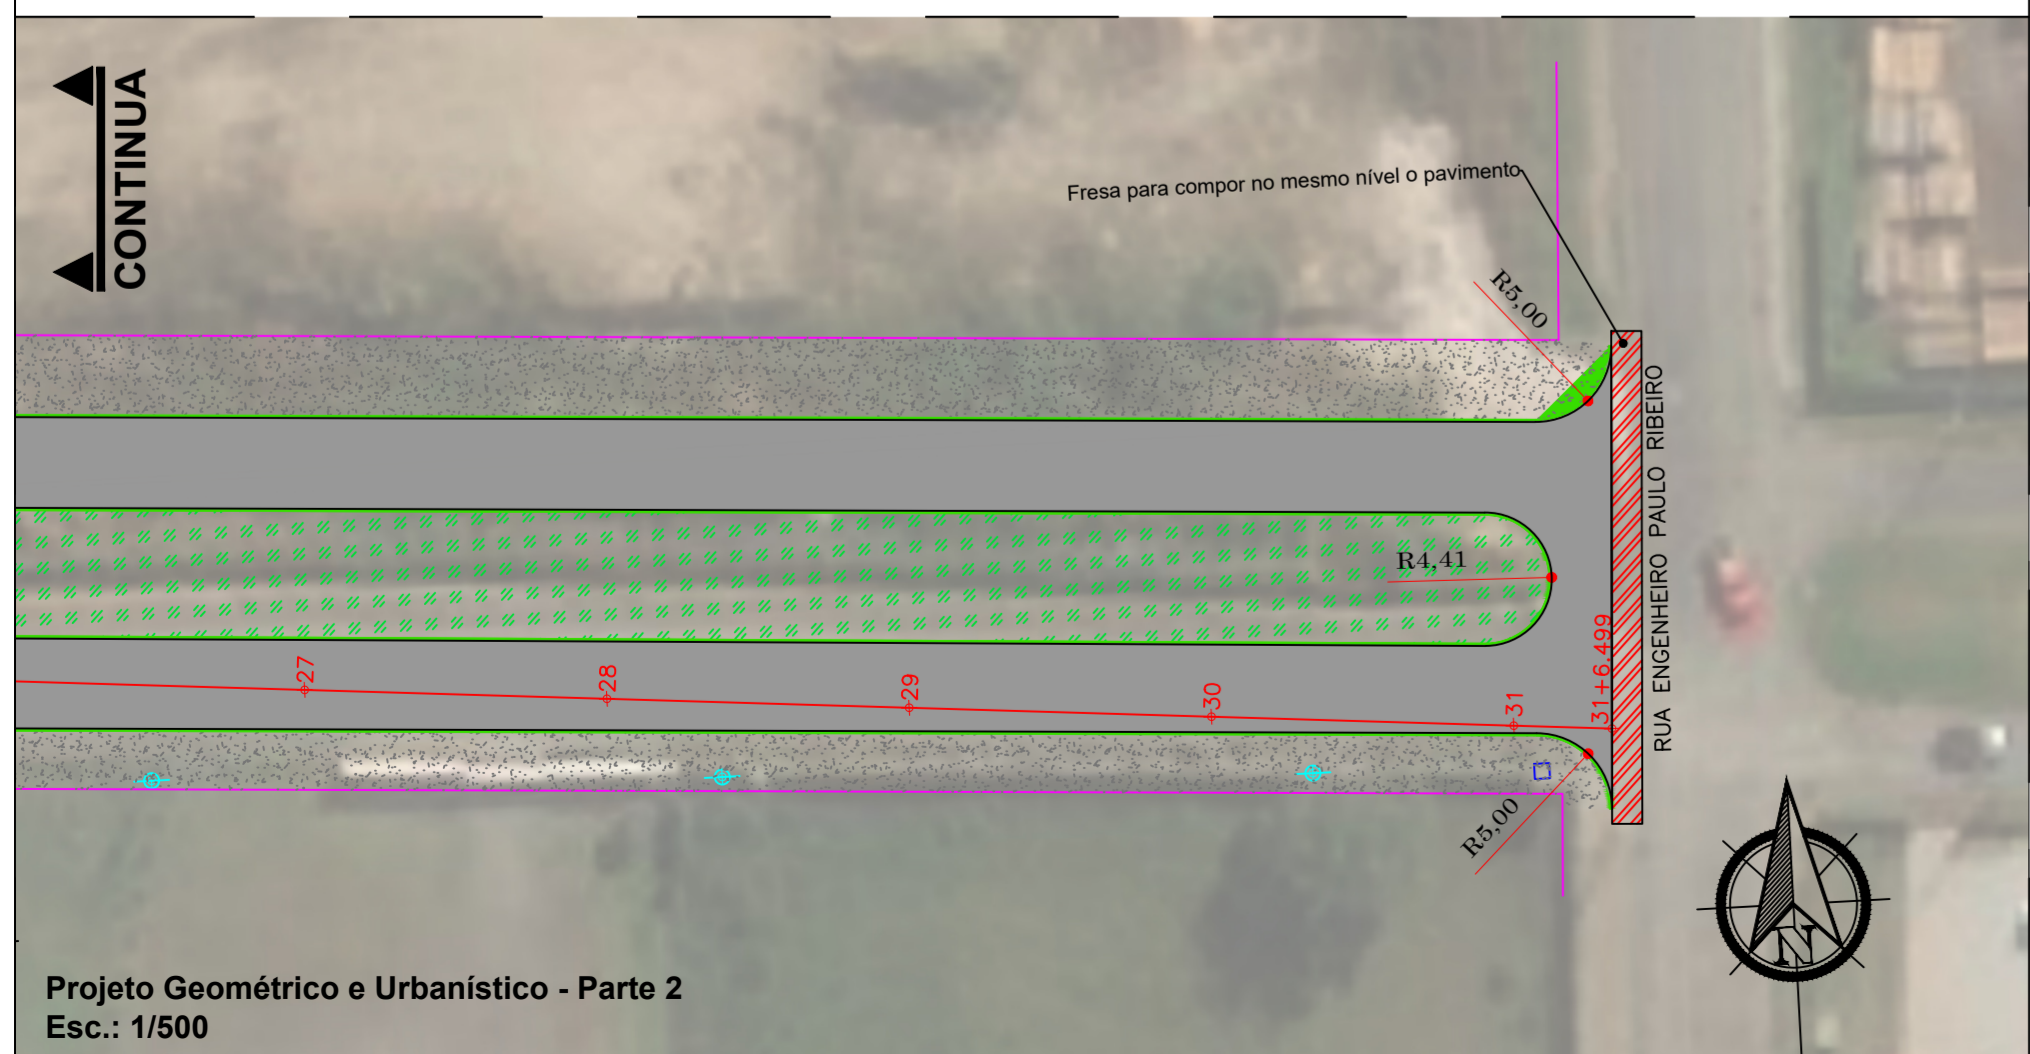 CONTINUA
Fresa para compor no mesmo nível o pavimento
R5,00
RUA ENGENHEIRO PAULO RIBEIRO
R4,41
27
28
29
30
31
31+6.499
R5,00
N
Projeto Geométrico e Urbanístico - Parte 2
Esc.: 1/500